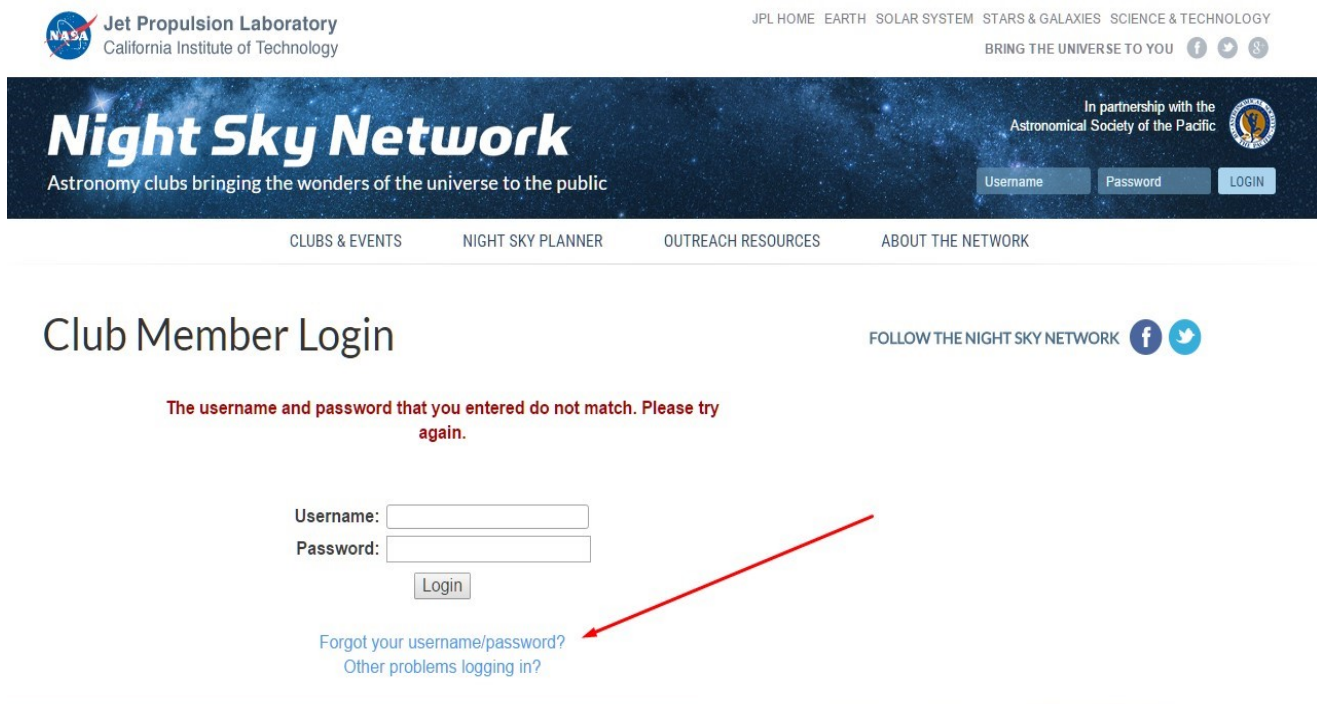 NASA
Jet Propulsion Laboratory
California Institute of Technology
JPL HOME EARTH SOLAR SYSTEM STARS & GALAXIES SCIENCE & TECHNOLOGY
BRING THE UNIVERSE TO YOU
Night Sky Network
Astronomy clubs bringing the wonders of the universe to the public
In partnership with the
Astronomical Society of the Pacific
Username Password LOGIN
CLUBS & EVENTS NIGHT SKY PLANNER OUTREACH RESOURCES ABOUT THE NETWORK
Club Member Login
FOLLOW THE NIGHT SKY NETWORK
The username and password that you entered do not match. Please try
again.
Username:
Password:
Login
Forgot your username/password?
Other problems logging in?